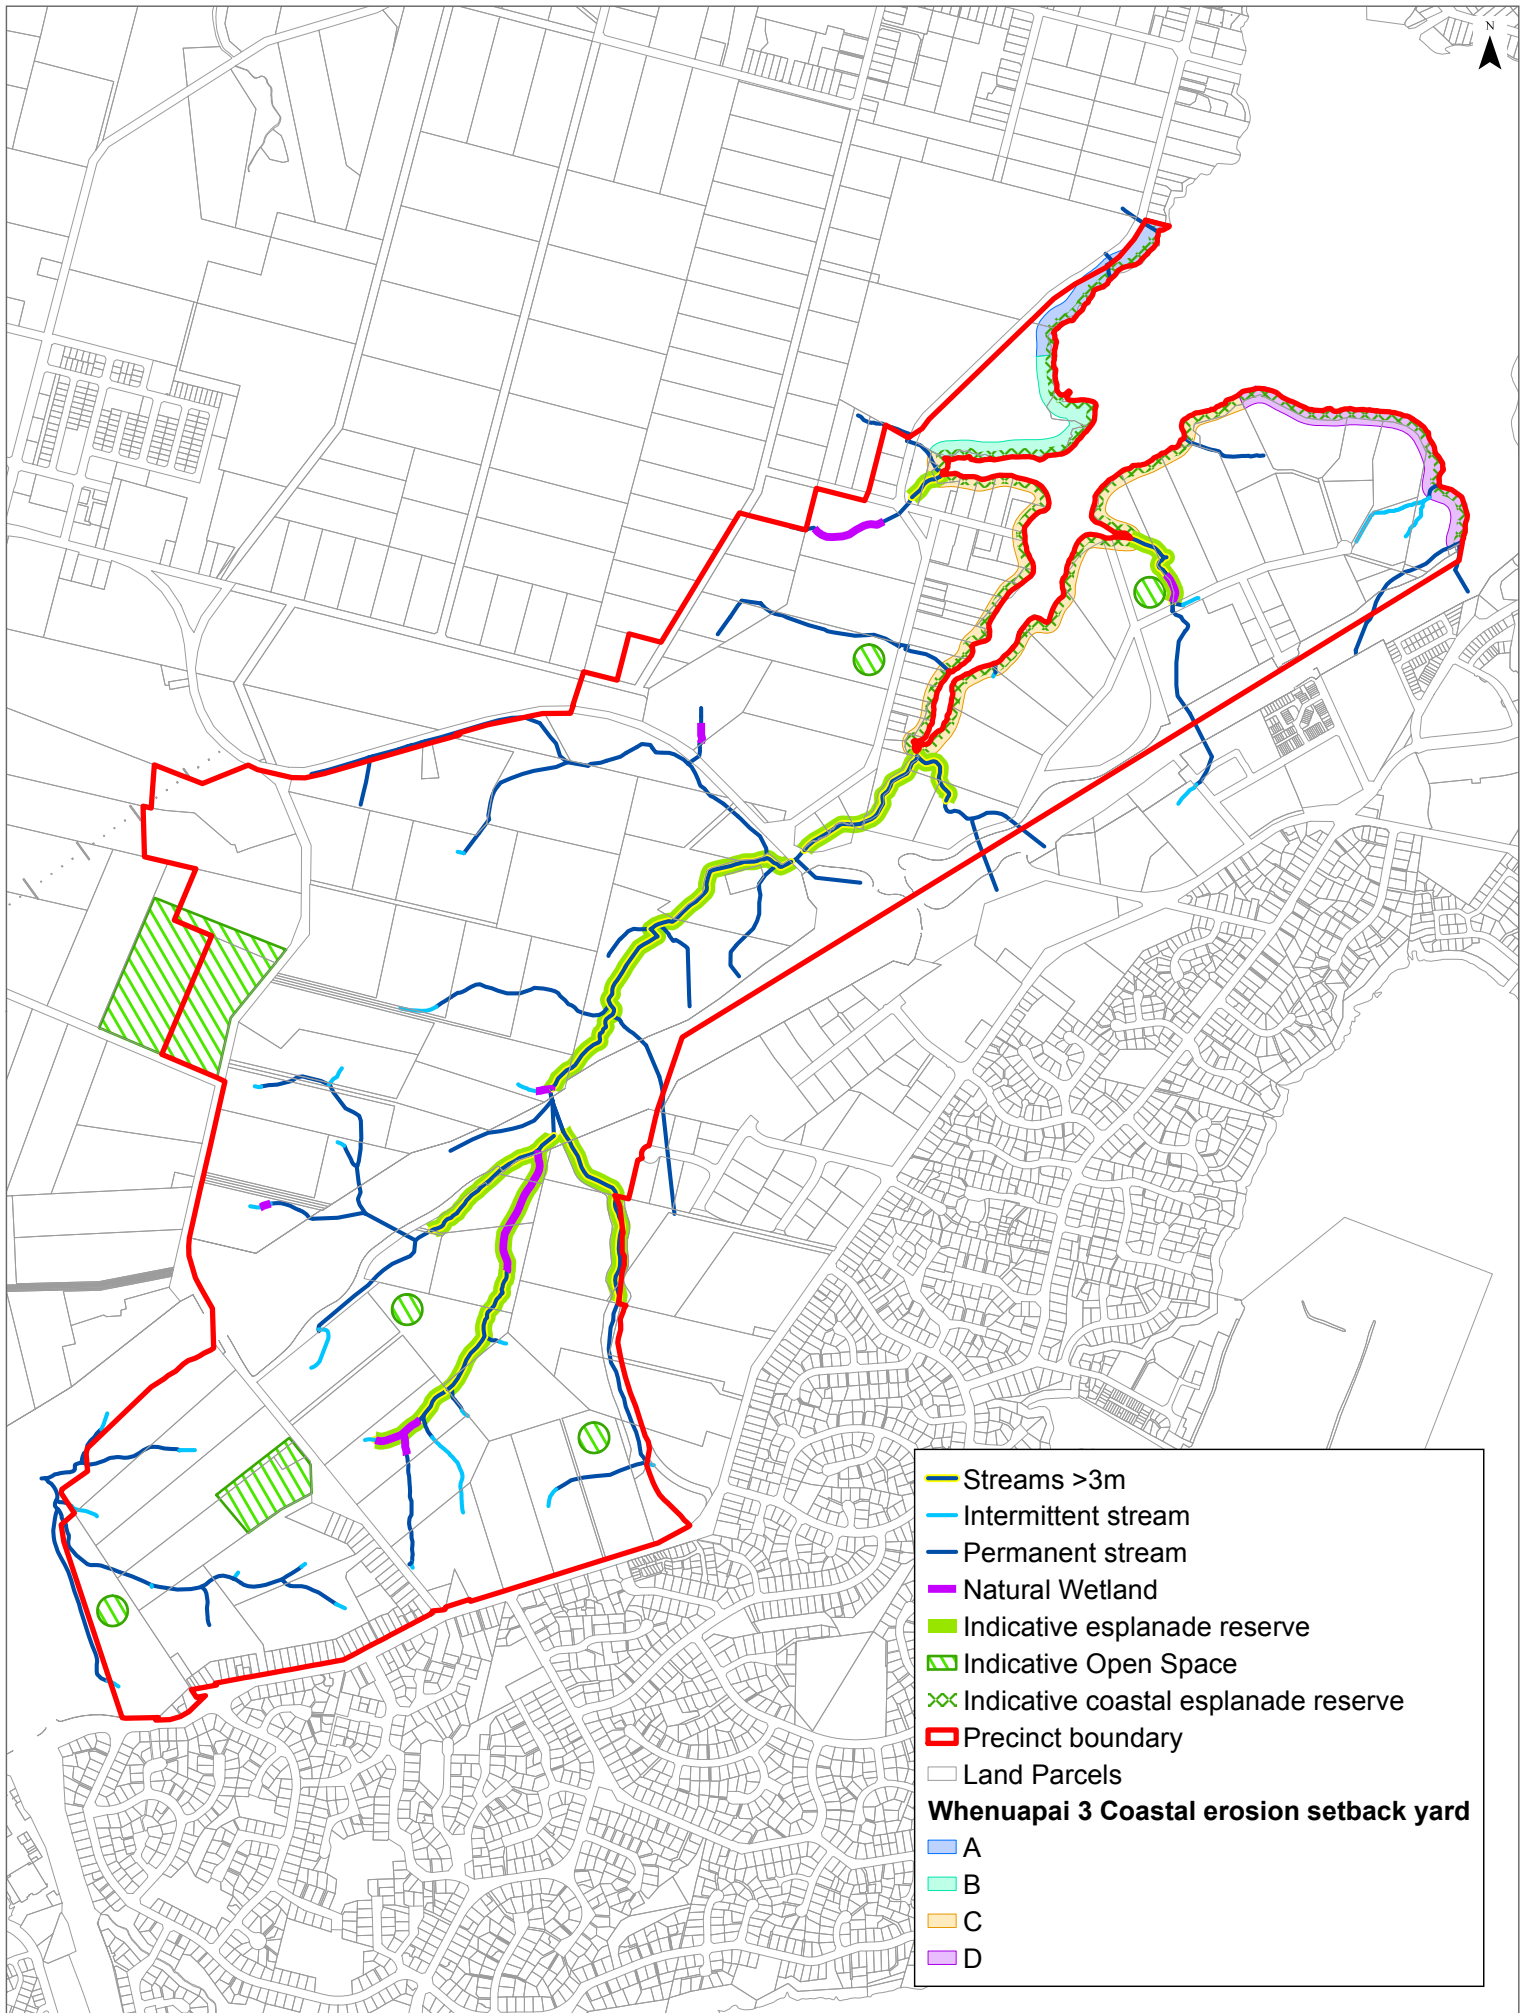 N
Streams >3m
Intermittent stream
Permanent stream
Natural Wetland
Indicative esplanade reserve
Indicative Open Space
Indicative coastal esplanade reserve
Precinct boundary
Land Parcels
Whenuapai 3 Coastal erosion setback yard
A
B
C
D